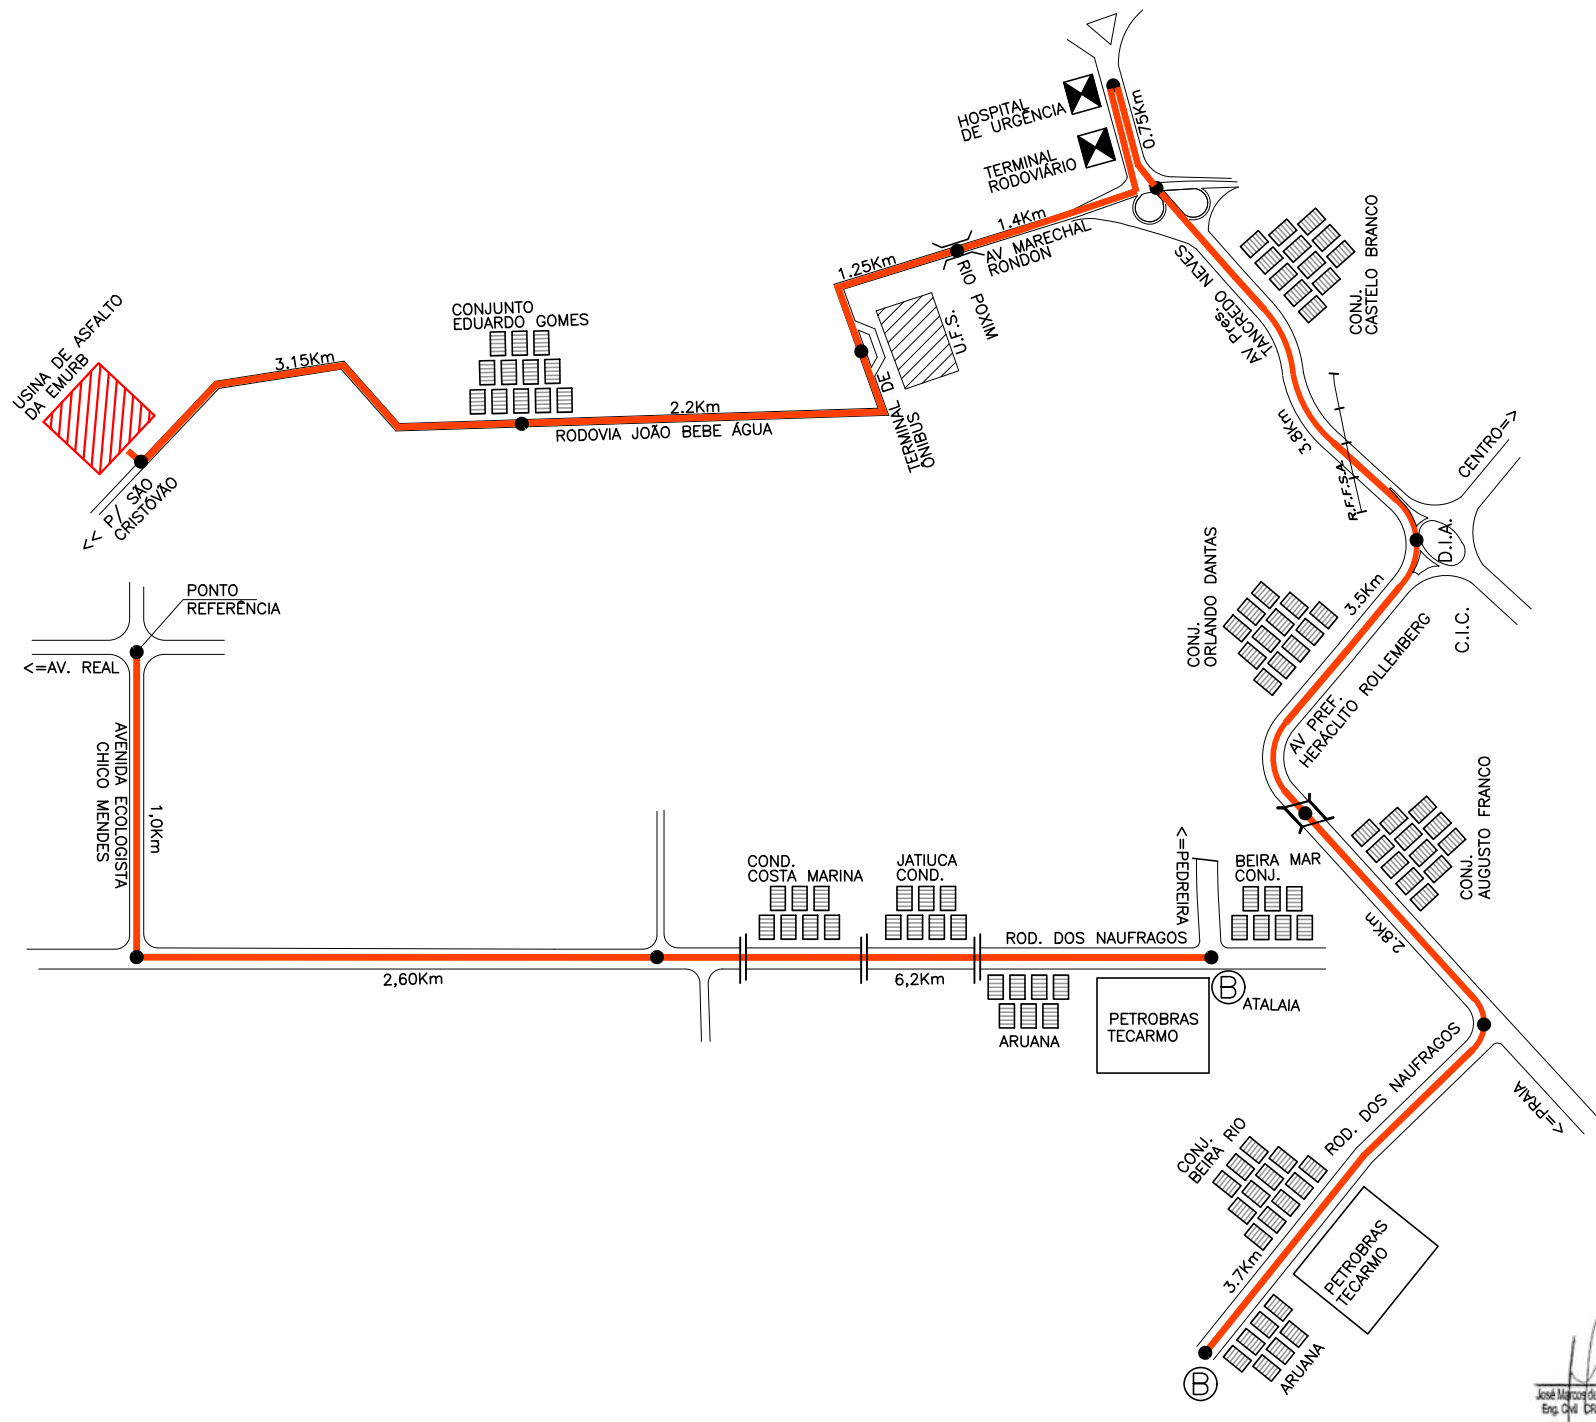 HOSPITAL
DE URGÊNCIA
0.75Km
TERMINAL
RODOVIÁRIO
1.4Km
AV MARECHAL
RONDON
1.25Km
RIO POXIM
U.F.S.
TERMINAL DE
ÔNIBUS
CONJUNTO
EDUARDO GOMES
2.2Km
RODOVIA JOÃO BEBE ÁGUA
3.15Km
USINA DE ASFALTO
DA EMURB
<< P/ SÃO
CRISTÓVÃO
AV Pres.
TANCREDO NEVES
CONJ.
CASTELO BRANCO
3.8Km
R.F.F.S.A.
CENTRO=>
D.I.A.
C.I.C.
CONJ.
ORLANDO DANTAS
3.5Km
AV PREF.
HERÁCLITO ROLLEMBERG
CONJ.
AUGUSTO FRANCO
2.8Km
PONTO
REFERÊNCIA
<=AV. REAL
AVENIDA ECOLOGISTA
CHICO MENDES
1,0Km
2,60Km
COND.
COSTA MARINA
JATIUCA
COND.
6,2Km
ROD. DOS NAUFRAGOS
<=PEDREIRA
BEIRA MAR
CONJ.
B
ATALAIA
ARUANA
PETROBRAS
TECARMO
ROD. DOS NAUFRAGOS
<=PRAIA
CONJ.
BEIRA RIO
3.7Km
PETROBRAS
TECARMO
ARUANA
B
José Marcos de
Eng. Civil